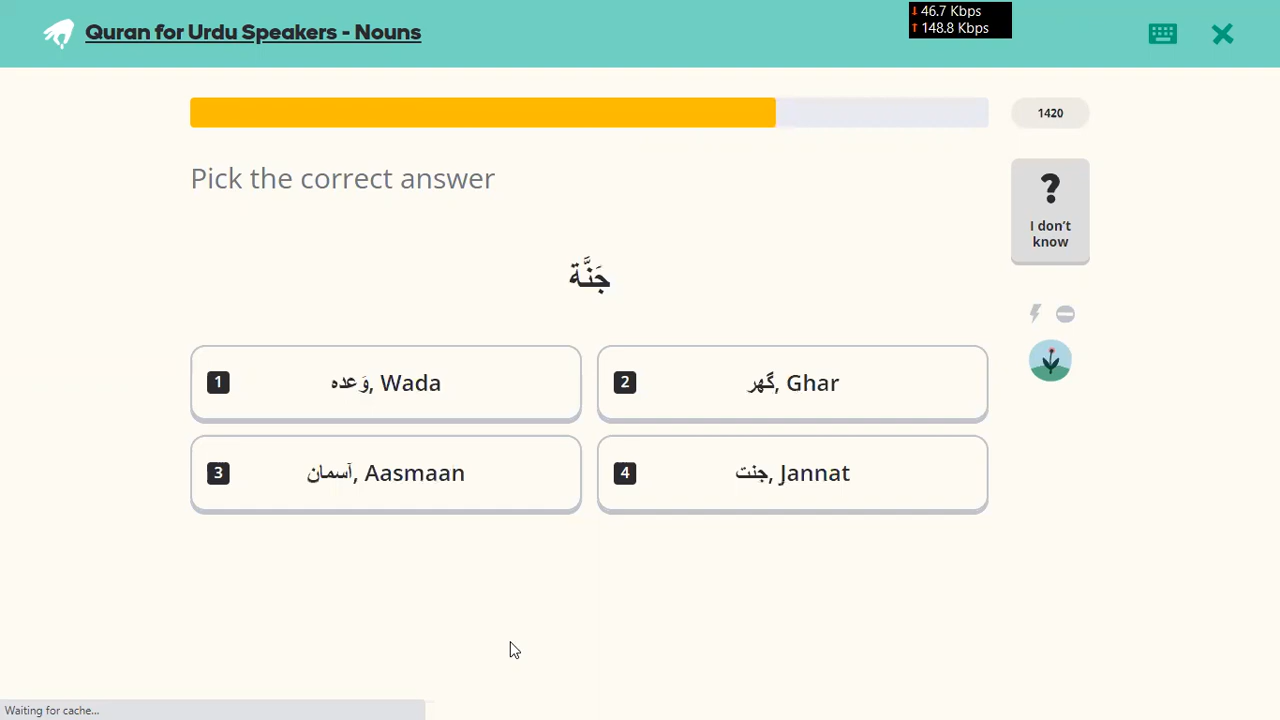 Quran for Urdu Speakers - Nouns
↓ 46.7 Kbps
↑ 148.8 Kbps
1420
Pick the correct answer
?
I don't
know
جَنَّة
1 وَعدہ, Wada
2 گھر, Ghar
3 آسمان, Aasmaan
4 جنت, Jannat
Waiting for cache...